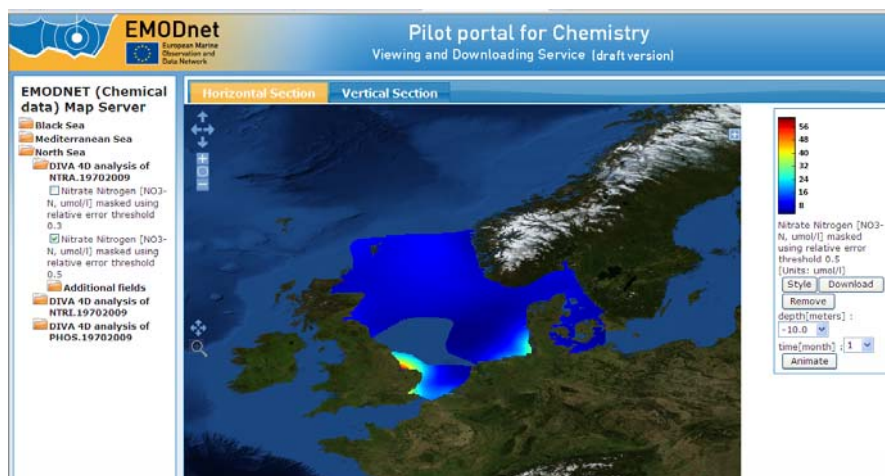 EMODnet
European Marine
Observation and
Data Network
Pilot portal for Chemistry
Viewing and Downloading Service (draft version)
EMODNET (Chemical
data) Map Server
Black Sea
Mediterranean Sea
North Sea
DIVA 4D analysis of
NTRA.19702009
Nitrate Nitrogen [NO3-
N, umol/l] masked using
relative error threshold
0.3
Nitrate Nitrogen [NO3-
N, umol/l] masked using
relative error threshold
0.5
Additional fields
DIVA 4D analysis of
NTRI.19702009
DIVA 4D analysis of
PHOS.19702009
Horizontal Section
Vertical Section
56
48
40
32
24
16
8
Nitrate Nitrogen [NO3-
N, umol/l] masked
using relative error
threshold 0.5
[Units: umol/l]
Style Download
Remove
depth[meters] :
-10.0
time[month] : 1
Animate